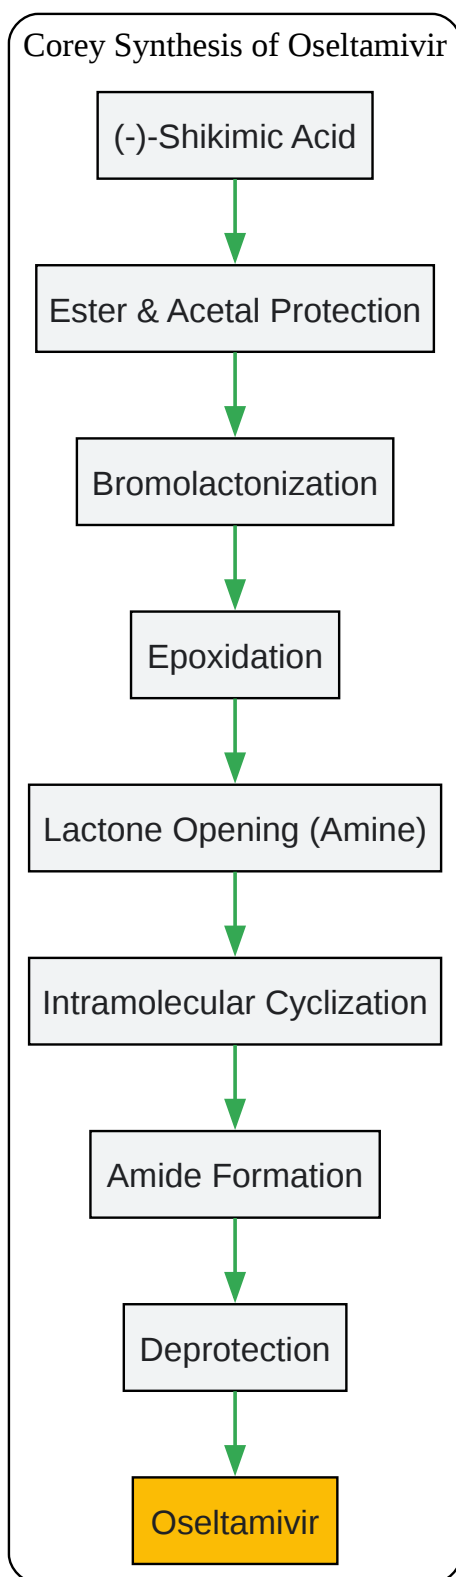 Corey Synthesis of Oseltamivir
(-)-Shikimic Acid
Ester & Acetal Protection
Bromolactonization
Epoxidation
Lactone Opening (Amine)
Intramolecular Cyclization
Amide Formation
Deprotection
Oseltamivir